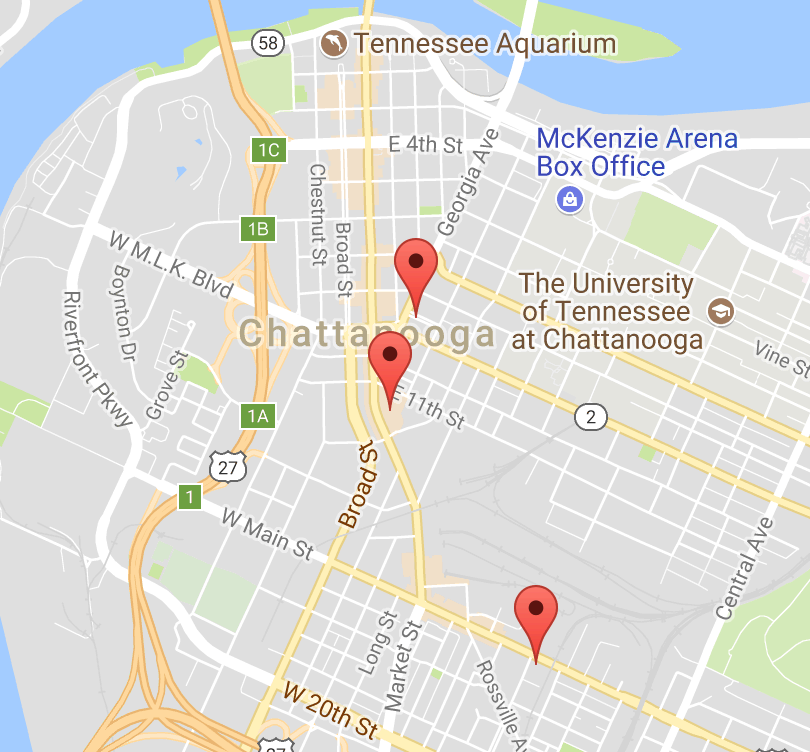 58
Tennessee Aquarium
1C
E 4th St
McKenzie Arena
Box Office
Georgia Ave
Chestnut St
Broad St
1B
W M.L.K. Blvd
Boynton Dr
Riverfront Pkwy
The University
of Tennessee
at Chattanooga
Chattanooga
Vine St
Grove St
E 11th St
1A
2
27
Broad St
1
W Main St
Central Ave
Long St
Market St
Rossville Av
W 20th St
27